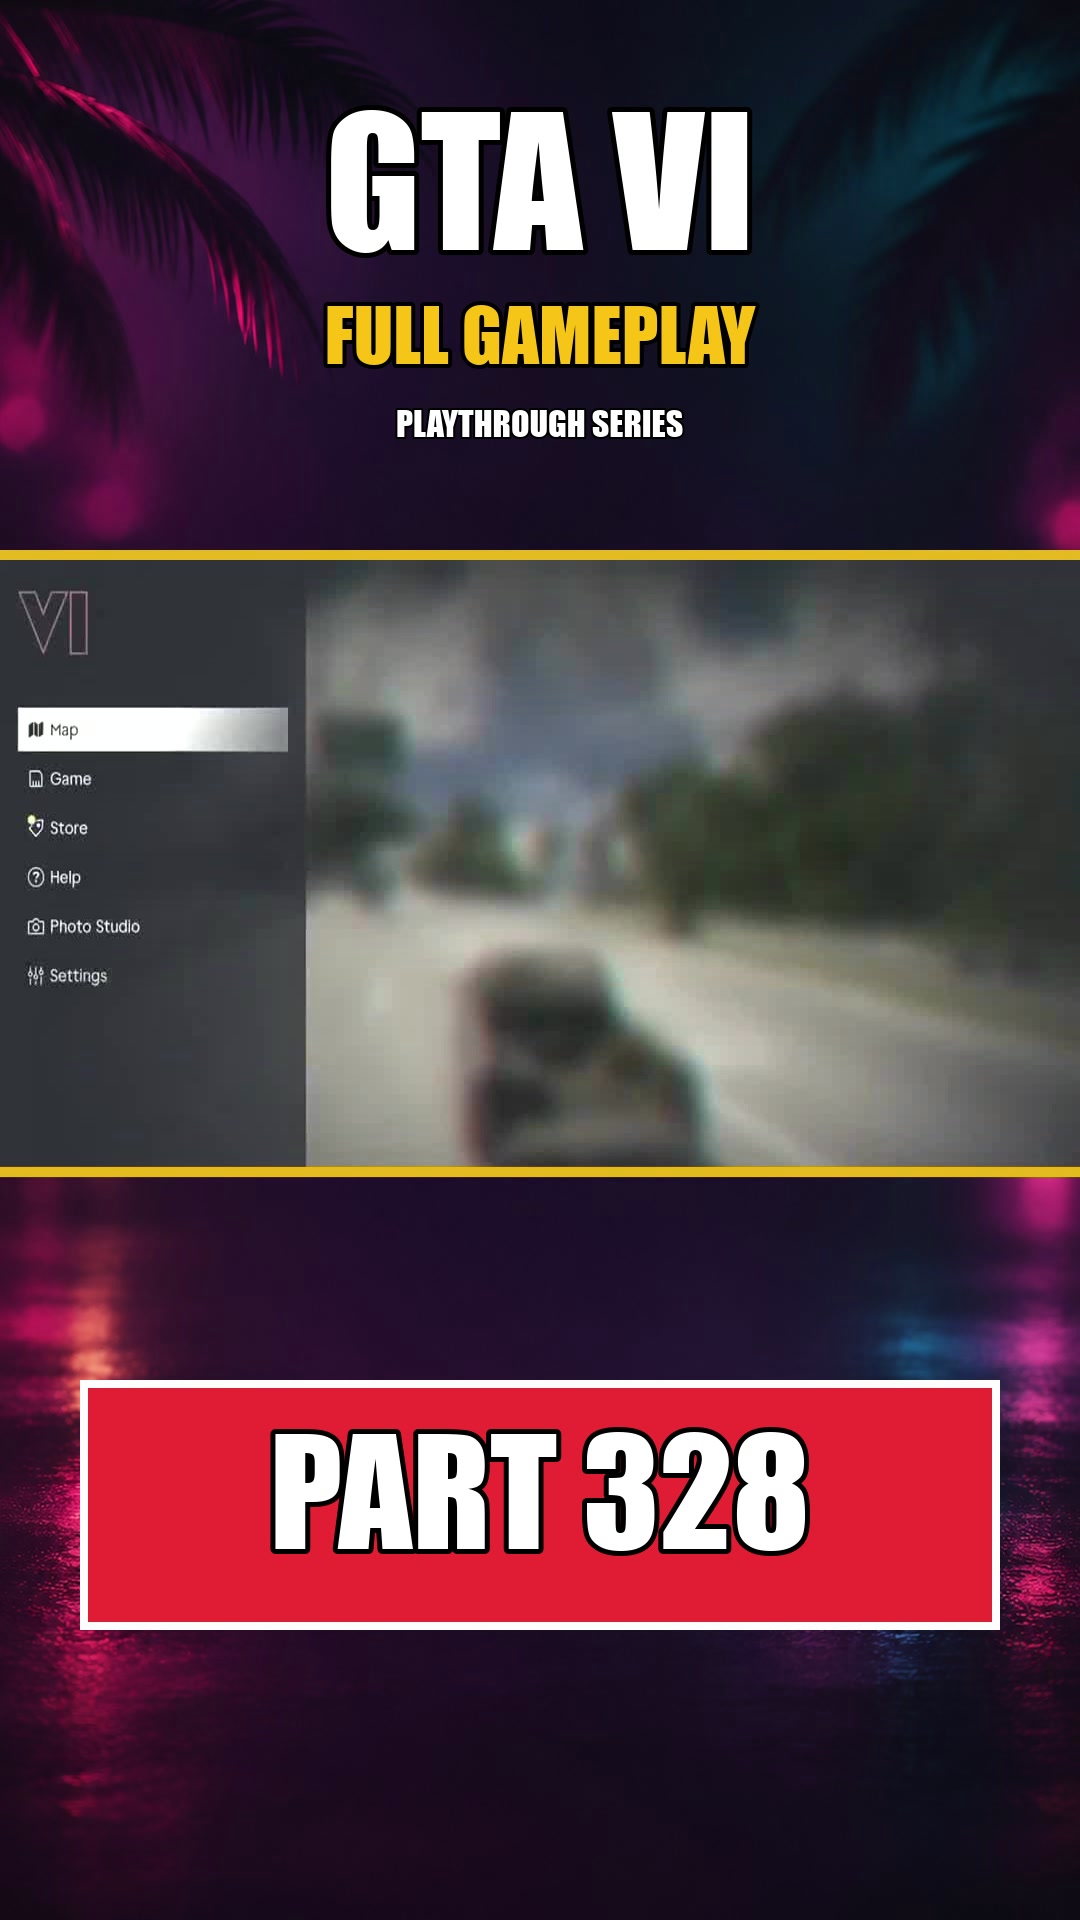 GTA VI
FULL GAMEPLAY
PLAYTHROUGH SERIES
VI
Map
Game
Store
Help
Photo Studio
Settings
PART 328